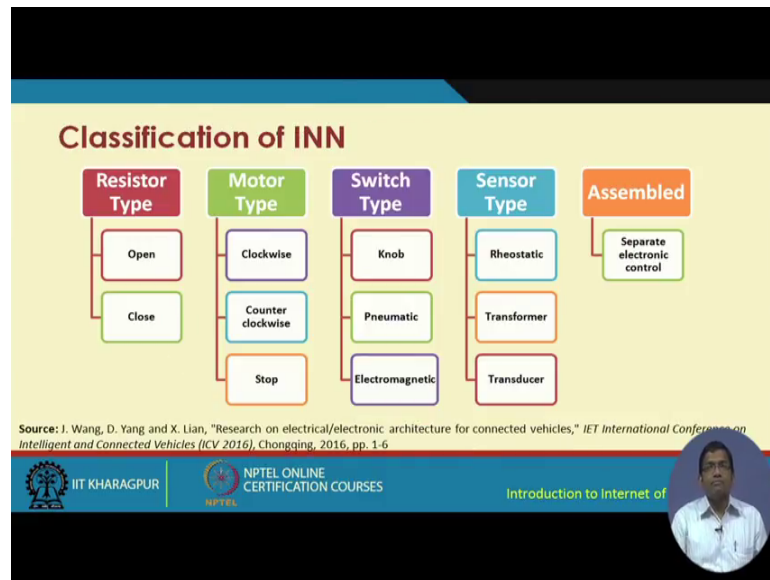 Classification of INN
Resistor
Type
Open
Close
Motor
Type
Clockwise
Counter
clockwise
Stop
Switch
Type
Knob
Pneumatic
Electromagnetic
Sensor
Type
Rheostatic
Transformer
Transducer
Assembled
Separate
electronic
control
Source: J. Wang, D. Yang and X. Lian, "Research on electrical/electronic architecture for connected vehicles," IET International Conference on
Intelligent and Connected Vehicles (ICV 2016), Chongqing, 2016, pp. 1-6
IIT KHARAGPUR
NPTEL
NPTEL ONLINE
CERTIFICATION COURSES
Introduction to Internet of